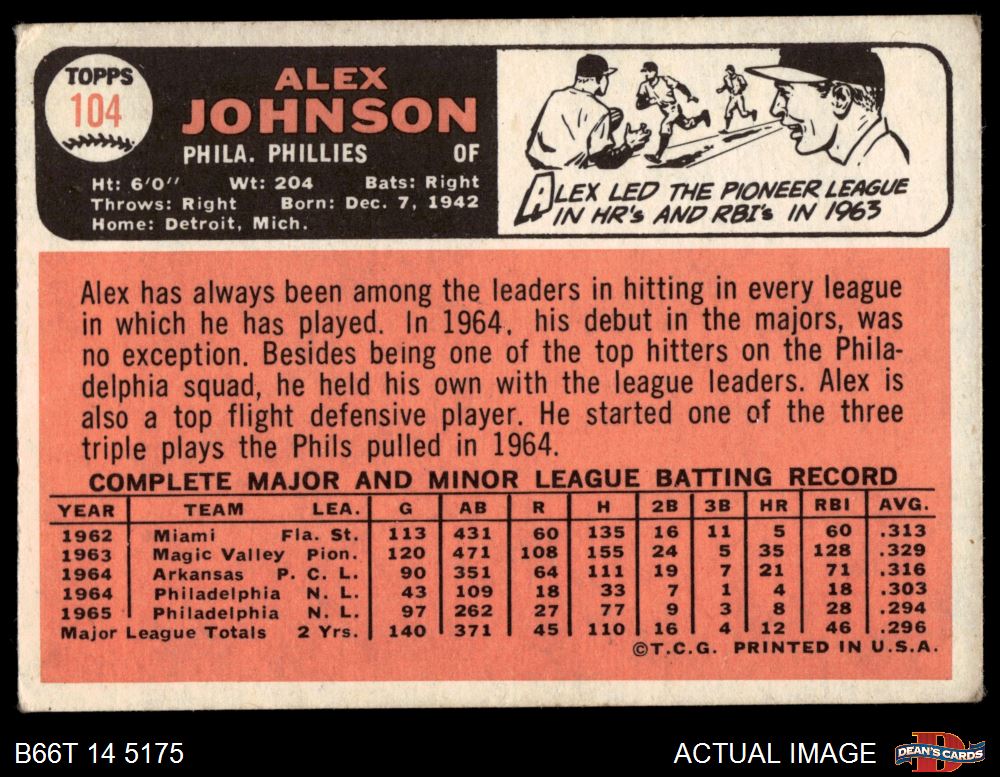 TOPPS
104
ALEX
JOHNSON
PHILA. PHILLIES OF
Ht: 6'0" Wt: 204 Bats: Right
Throws: Right Born: Dec. 7, 1942
Home: Detroit, Mich.
ALEX LED THE PIONEER LEAGUE
IN HR's AND RBI's IN 1963
Alex has always been among the leaders in hitting in every league
in which he has played. In 1964, his debut in the majors, was
no exception. Besides being one of the top hitters on the Phila-
delphia squad, he held his own with the league leaders. Alex is
also a top flight defensive player. He started one of the three
triple plays the Phils pulled in 1964.
COMPLETE MAJOR AND MINOR LEAGUE BATTING RECORD
YEAR TEAM LEA. G AB R H 2B 3B HR RBI AVG.
1962 Miami Fla. St. 113 431 60 135 16 11 5 60 .313
1963 Magic Valley Pion. 120 471 108 155 24 5 35 128 .329
1964 Arkansas P. C. L. 90 351 64 111 19 7 21 71 .316
1964 Philadelphia N. L. 43 109 18 33 7 1 4 18 .303
1965 Philadelphia N. L. 97 262 27 77 9 3 8 28 .294
Major League Totals 2 Yrs. 140 371 45 110 16 4 12 46 .296
©T.C.G. PRINTED IN U.S.A.
B66T 14 5175
ACTUAL IMAGE
DEAN'S CARDS